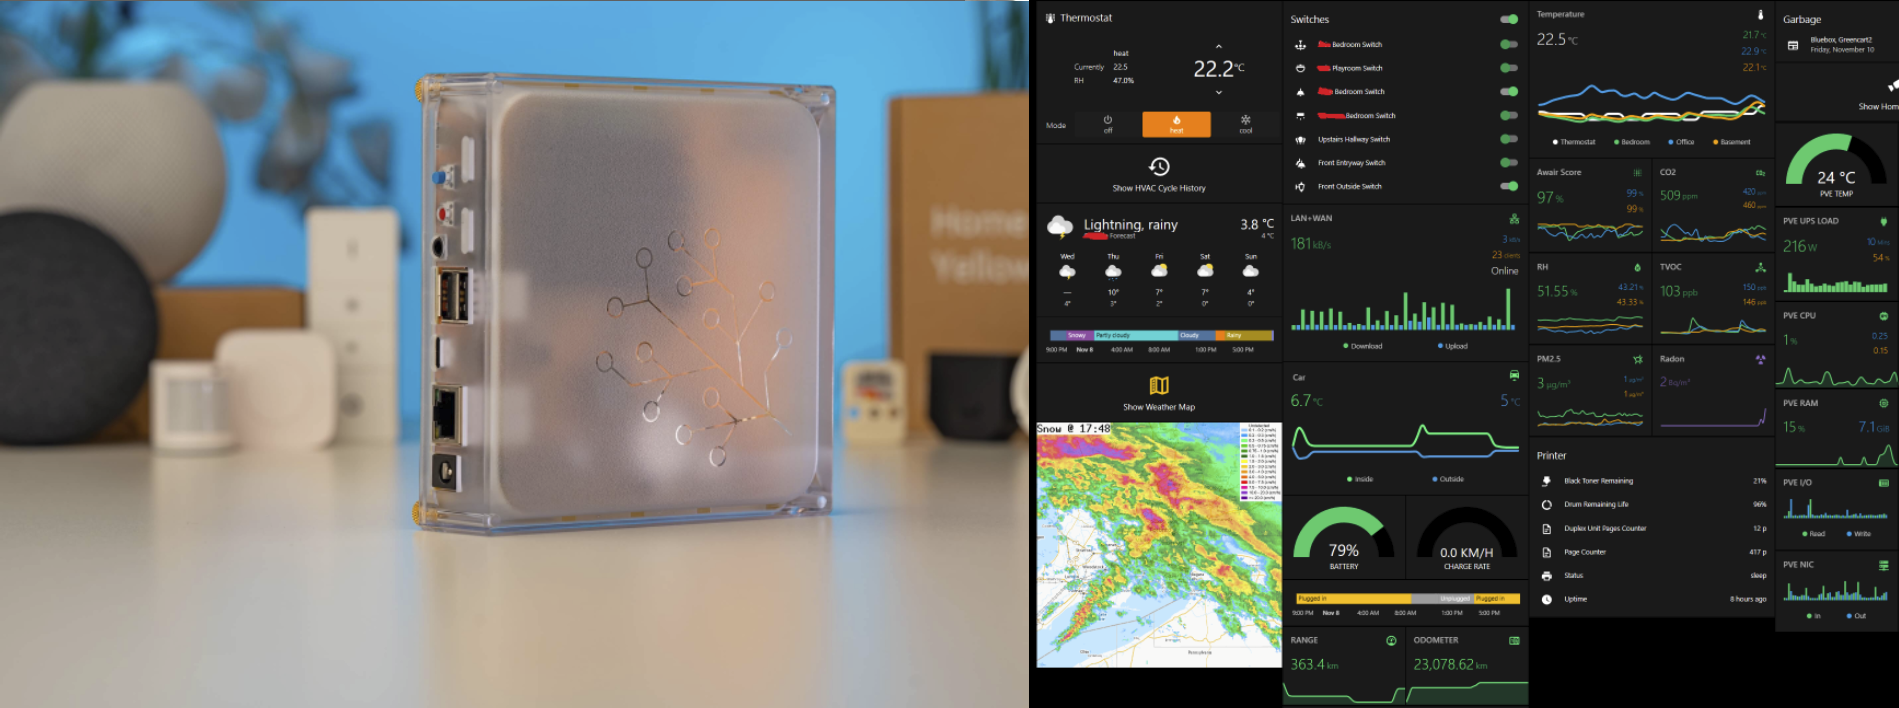 Home
Yellow
Thermostat
heat
Currently 22.5
RH 47.0%
22.2°C
Mode
off
heat
cool
Show HVAC Cycle History
Lightning, rainy
Forecast
3.8 °C
4 °C
Wed Thu Fri Sat Sun
— 10° 7° 7° 4°
4° 3° 2° 0° 0°
Snowy Partly cloudy Cloudy Rainy
9:00 PM Nov 8 4:00 AM 8:00 AM 1:00 PM 5:00 PM
Show Weather Map
Snow @ 17:48
Switches
Bedroom Switch
Playroom Switch
Bedroom Switch
Bedroom Switch
Upstairs Hallway Switch
Front Entryway Switch
Front Outside Switch
LAN+WAN
181 kB/s
3 kB/s
23 clients
Online
Download Upload
Car
6.7 °C
5 °C
Inside Outside
79%
BATTERY
0.0 KM/H
CHARGE RATE
Plugged in Unplugged Plugged in
9:00 PM Nov 8 4:00 AM 8:00 AM 1:00 PM 5:00 PM
RANGE
363.4 km
ODOMETER
23,078.62 km
Temperature
22.5 °C
21.7 °C
22.9 °C
22.1 °C
Thermostat Bedroom Office Basement
Awair Score
97 %
99 %
99 %
CO2
509 ppm
420 ppm
460 ppm
RH
51.55 %
43.21 %
43.33 %
TVOC
103 ppb
150 ppb
146 ppb
PM2.5
3 µg/m³
1 µg/m³
1 µg/m³
Radon
2 Bq/m³
Printer
Black Toner Remaining 21%
Drum Remaining Life 96%
Duplex Unit Pages Counter 12 p
Page Counter 417 p
Status sleep
Uptime 8 hours ago
Garbage
Bluebox, Greencart2
Friday, November 10
Show Hom
24 °C
PVE TEMP
PVE UPS LOAD
216 W
10 Min
54 %
PVE CPU
1 %
0.25
0.15
PVE RAM
15 %
7.1 GiB
PVE I/O
Read Write
PVE NIC
In Out